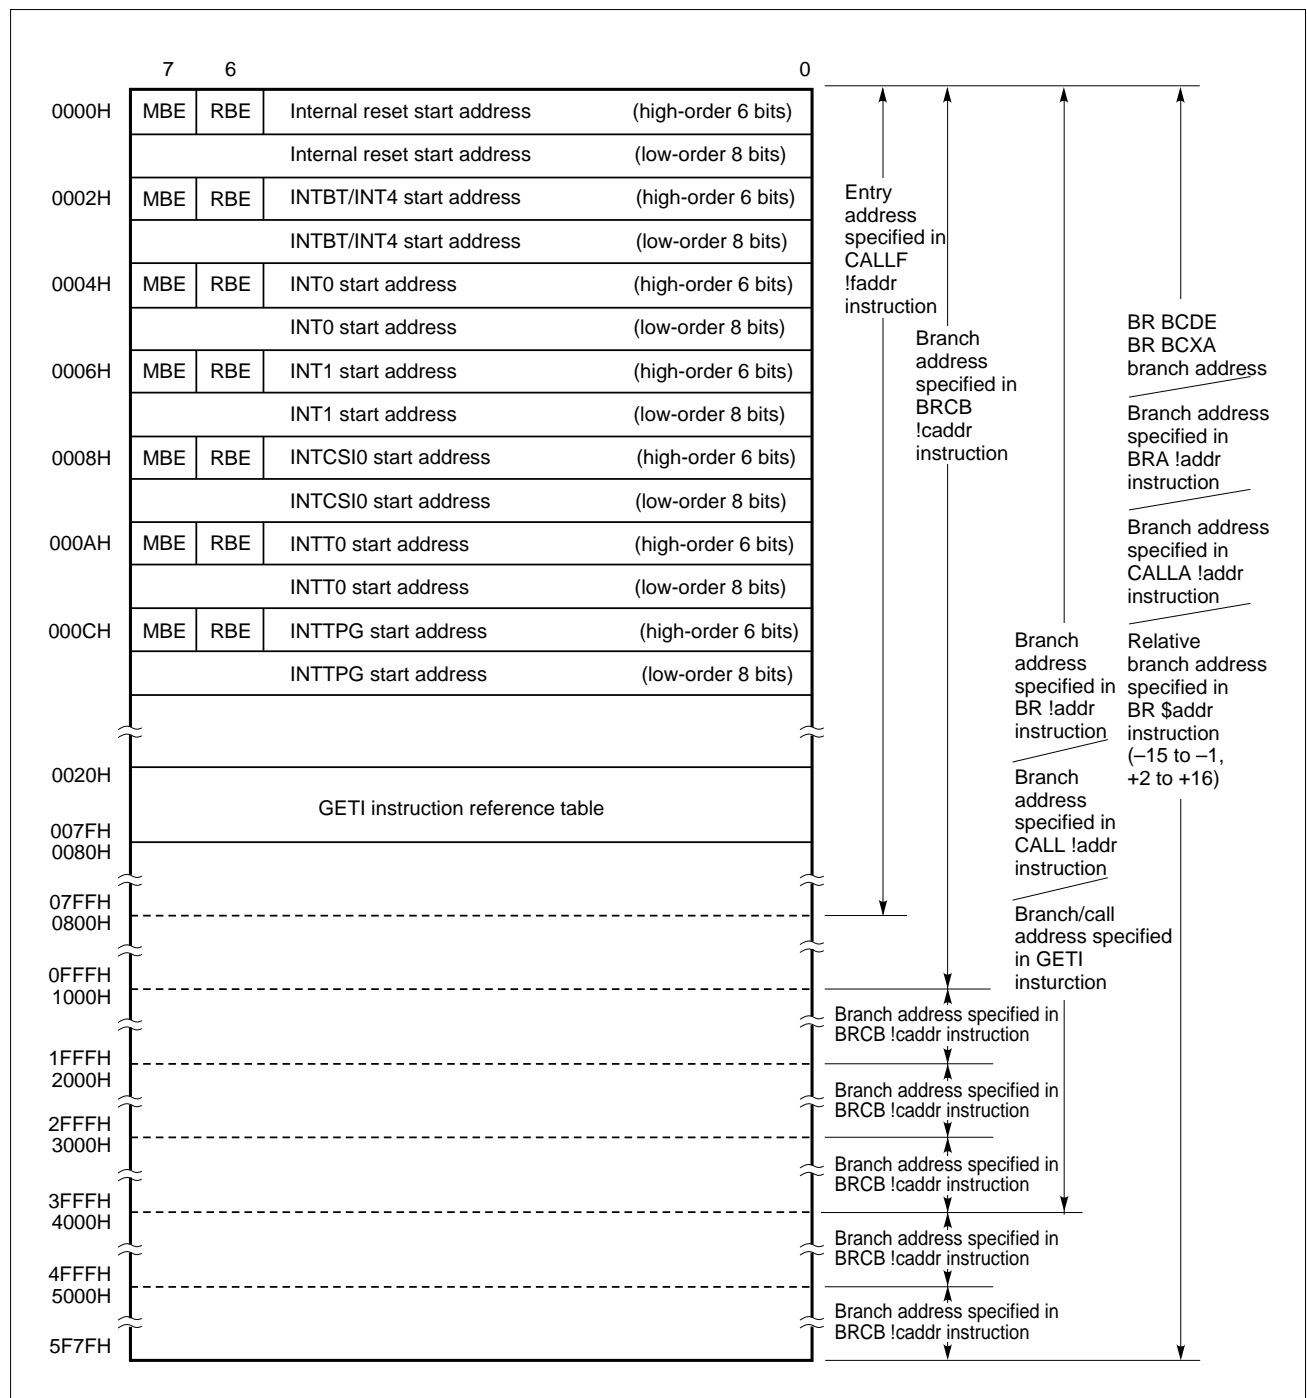 7 6 0
0000H MBE RBE Internal reset start address (high-order 6 bits)
Internal reset start address (low-order 8 bits)
0002H MBE RBE INTBT/INT4 start address (high-order 6 bits)
INTBT/INT4 start address (low-order 8 bits)
0004H MBE RBE INT0 start address (high-order 6 bits)
INT0 start address (low-order 8 bits)
0006H MBE RBE INT1 start address (high-order 6 bits)
INT1 start address (low-order 8 bits)
0008H MBE RBE INTCSI0 start address (high-order 6 bits)
INTCSI0 start address (low-order 8 bits)
000AH MBE RBE INTT0 start address (high-order 6 bits)
INTT0 start address (low-order 8 bits)
000CH MBE RBE INTTPG start address (high-order 6 bits)
INTTPG start address (low-order 8 bits)
0020H
GETI instruction reference table
007FH
0080H
07FFH
0800H
0FFFH
1000H
1FFFH
2000H
2FFFH
3000H
3FFFH
4000H
4FFFH
5000H
5F7FH
Entry
address
specified in
CALLF
!faddr
instruction
Branch
address
specified in
BRCB
!caddr
instruction
Branch address specified in
BRCB !caddr instruction
Branch address specified in
BRCB !caddr instruction
Branch address specified in
BRCB !caddr instruction
Branch address specified in
BRCB !caddr instruction
Branch address specified in
BRCB !caddr instruction
Branch
address
specified in
BR !addr
instruction
Branch
address
specified in
CALL !addr
instruction
Branch/call
address specified
in GETI
insturction
BR BCDE
BR BCXA
branch address
Branch address
specified in
BRA !addr
instruction
Branch address
specified in
CALLA !addr
instruction
Relative
branch address
specified in
BR $addr
instruction
(–15 to –1,
+2 to +16)